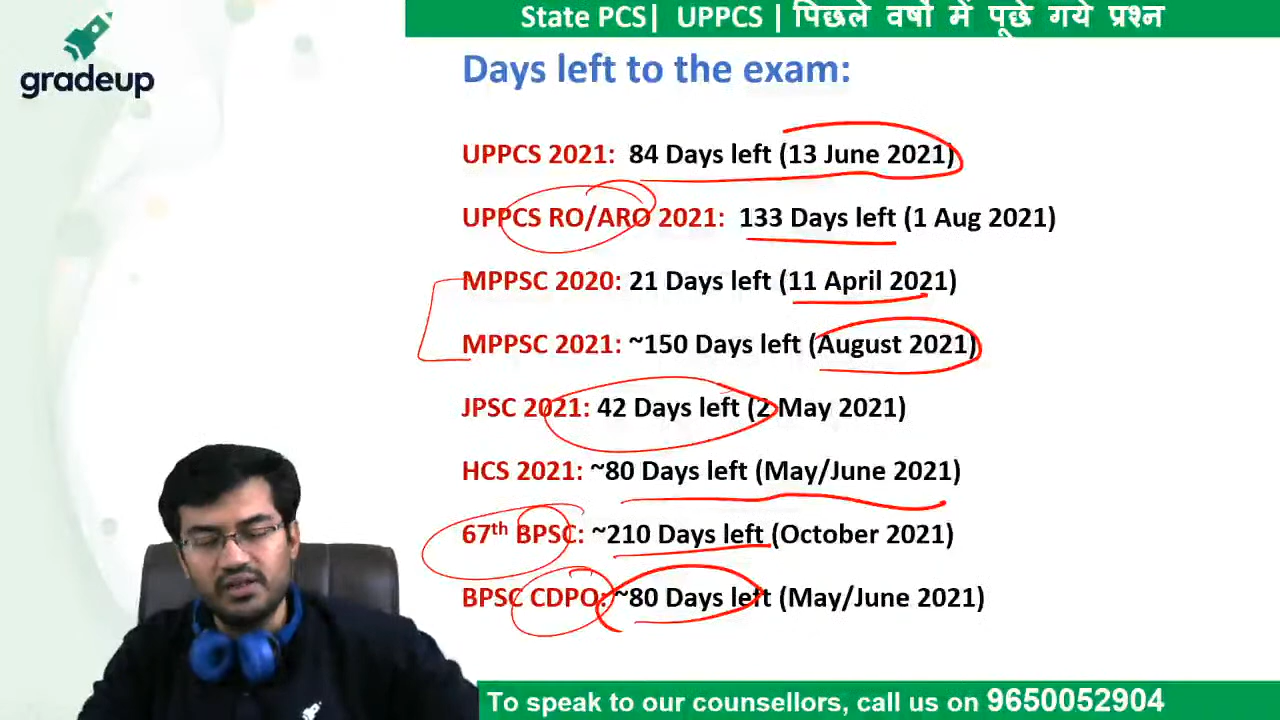 State PCS| UPPCS | पिछले वर्षों में पूछे गये प्रश्न
gradeup
Days left to the exam:
UPPCS 2021: 84 Days left (13 June 2021)
UPPCS RO/ARO 2021: 133 Days left (1 Aug 2021)
MPPSC 2020: 21 Days left (11 April 2021)
MPPSC 2021: ~150 Days left (August 2021)
JPSC 2021: 42 Days left (2 May 2021)
HCS 2021: ~80 Days left (May/June 2021)
67th BPSC: ~210 Days left (October 2021)
BPSC CDPO: ~80 Days left (May/June 2021)
To speak to our counsellors, call us on 9650052904